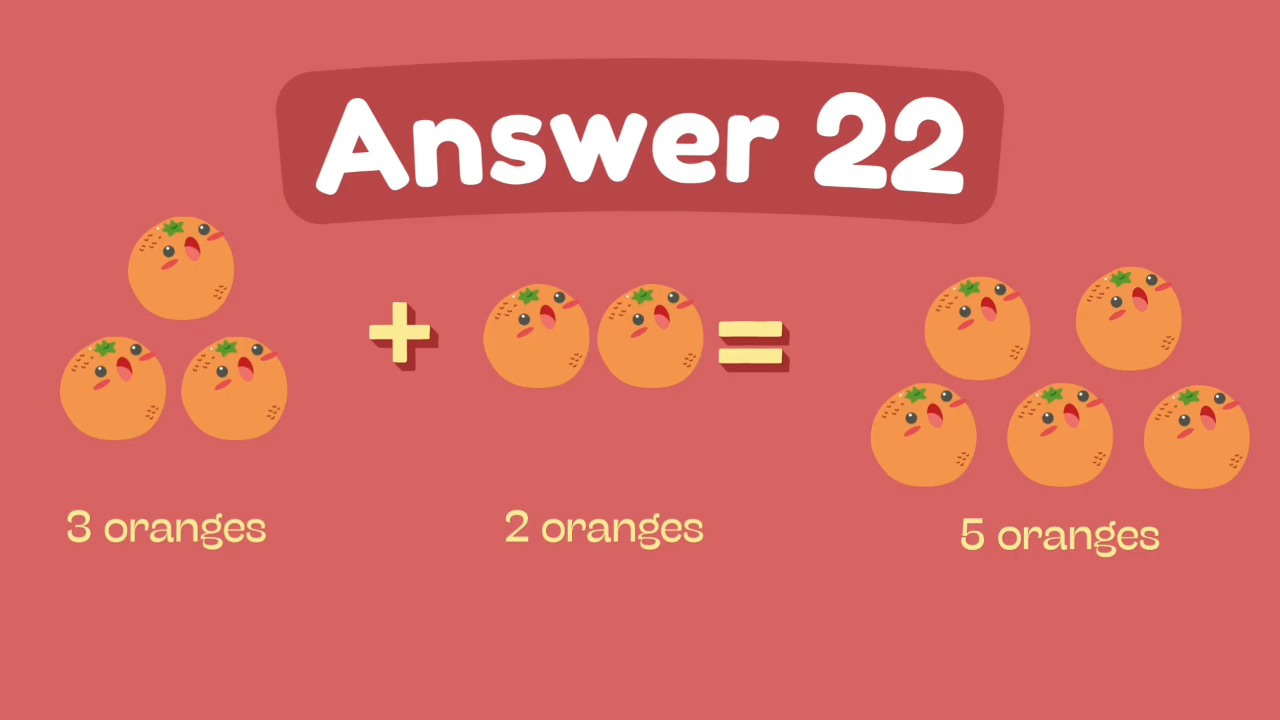 Answer 22
+ =
3 oranges
2 oranges
5 oranges